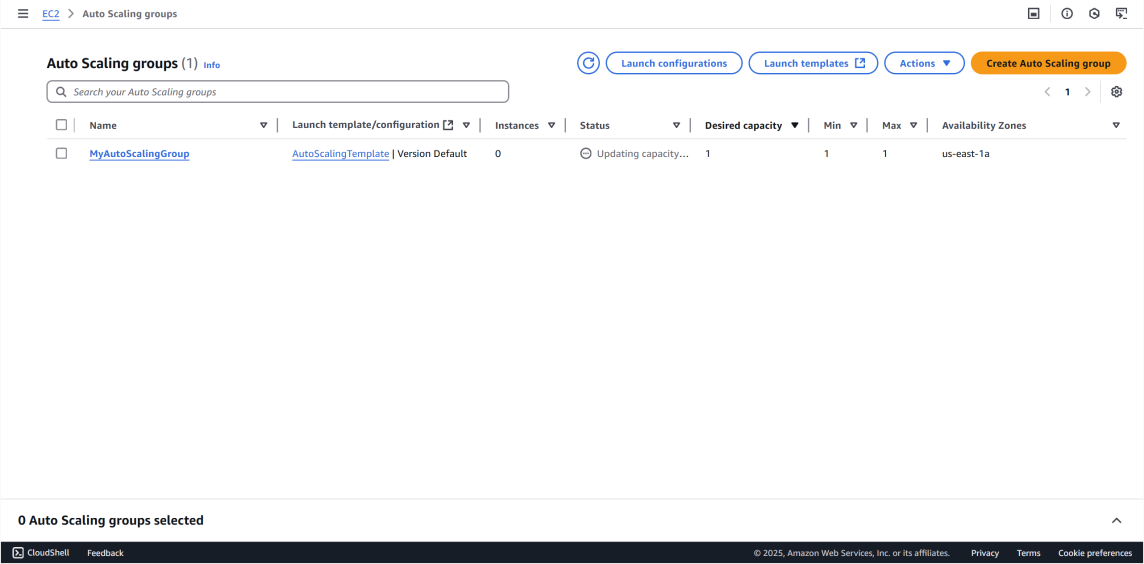 EC2 > Auto Scaling groups
Auto Scaling groups (1) Info Launch configurations Launch templates Actions Create Auto Scaling group
Search your Auto Scaling groups 1
Name Launch template/configuration Instances Status Desired capacity Min Max Availability Zones
MyAutoScalingGroup AutoScalingTemplate | Version Default 0 Updating capacity... 1 1 1 us-east-1a
0 Auto Scaling groups selected
CloudShell Feedback © 2025, Amazon Web Services, Inc. or its affiliates. Privacy Terms Cookie preferences